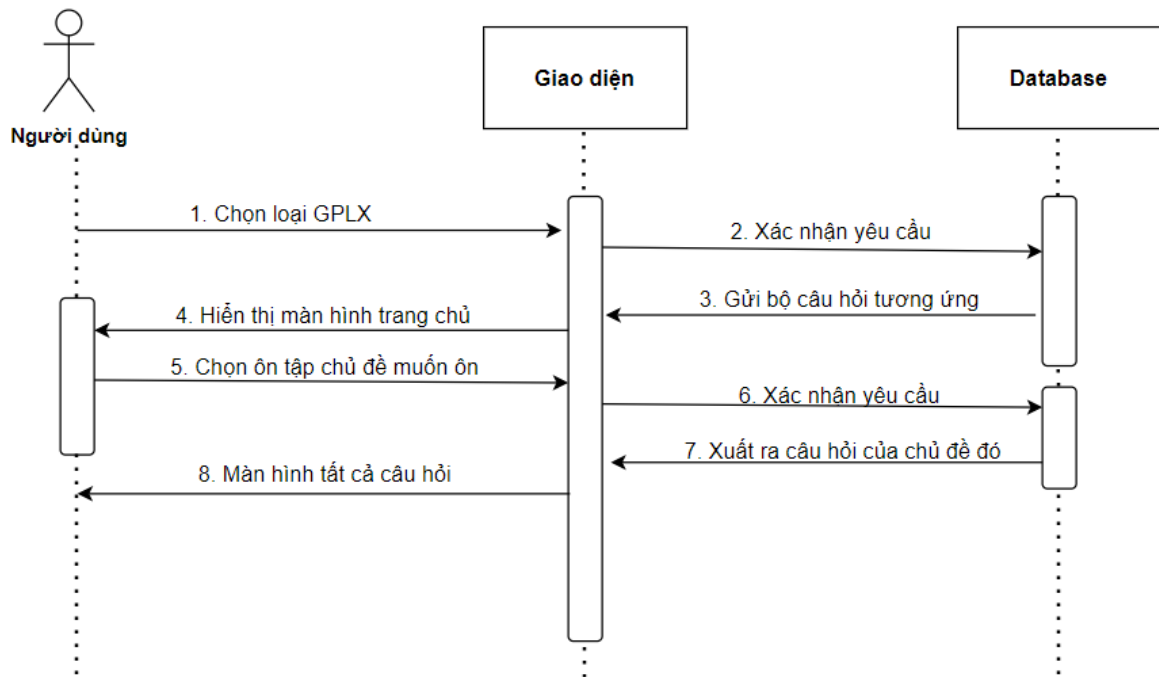 Người dùng
Giao diện
Database
1. Chọn loại GPLX
2. Xác nhận yêu cầu
3. Gửi bộ câu hỏi tương ứng
4. Hiển thị màn hình trang chủ
5. Chọn ôn tập chủ đề muốn ôn
6. Xác nhận yêu cầu
7. Xuất ra câu hỏi của chủ đề đó
8. Màn hình tất cả câu hỏi